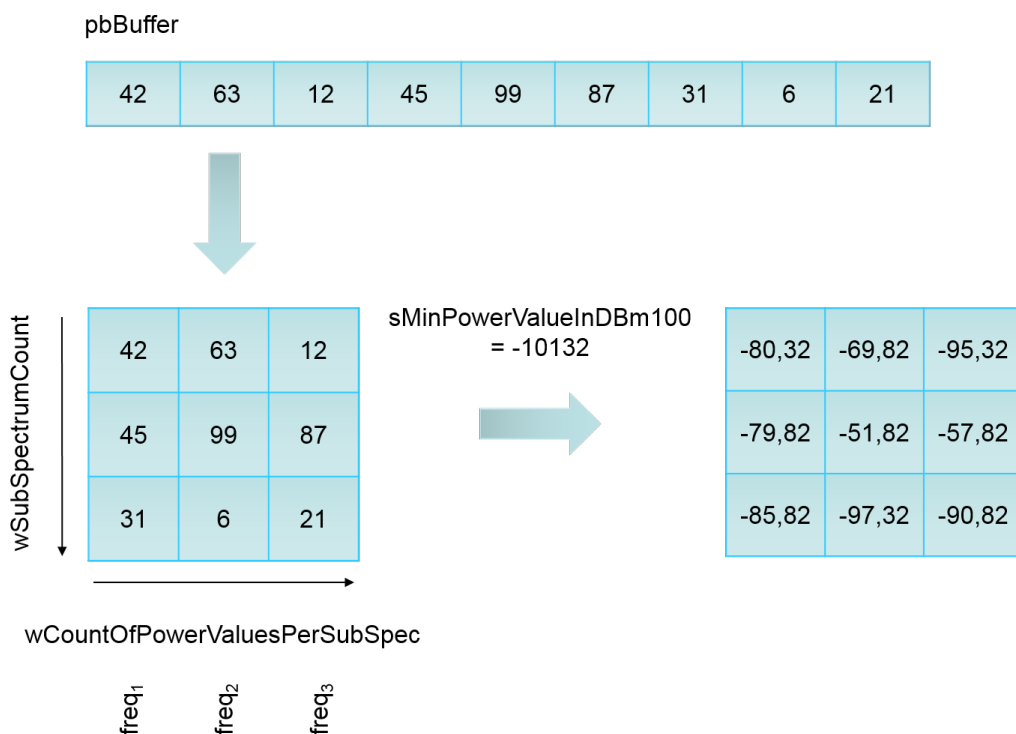 pbBuffer
42 63 12 45 99 87 31 6 21
wSubSpectrumCount
42 63 12
45 99 87
31 6 21
sMinPowerValueInDBm100
= -10132
-80,32 -69,82 -95,32
-79,82 -51,82 -57,82
-85,82 -97,32 -90,82
wCountOfPowerValuesPerSubSpec
freq₁ freq₂ freq₃